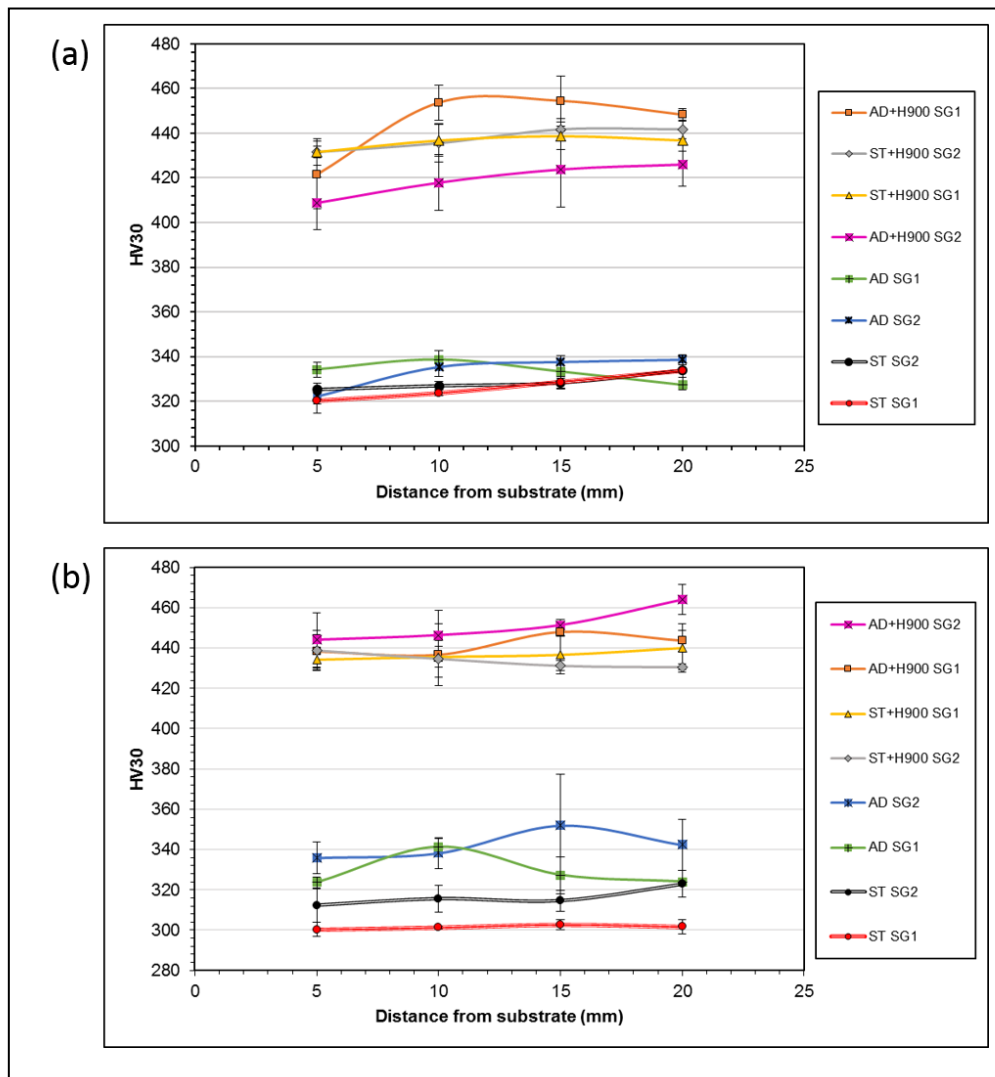 (a)
480
460
440
420
400
380
360
340
320
300
HV30
0 5 10 15 20 25
Distance from substrate (mm)
AD+H900 SG1
ST+H900 SG2
ST+H900 SG1
AD+H900 SG2
AD SG1
AD SG2
ST SG2
ST SG1
(b)
480
460
440
420
400
380
360
340
320
300
280
HV30
0 5 10 15 20 25
Distance from substrate (mm)
AD+H900 SG2
AD+H900 SG1
ST+H900 SG1
ST+H900 SG2
AD SG2
AD SG1
ST SG2
ST SG1